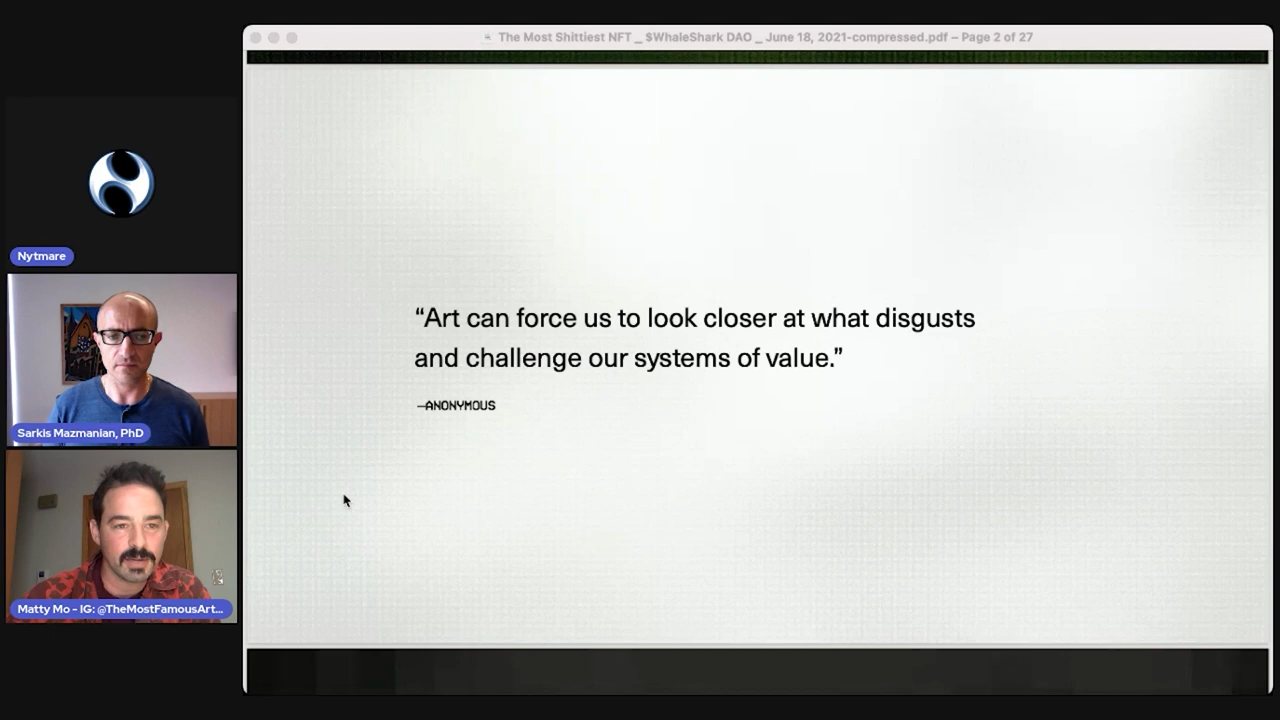 The Most Shittiest NFT _ $WhaleShark DAO _ June 18, 2021-compressed.pdf – Page 2 of 27
Nytmare
Sarkis Mazmanian, PhD
Matty Mo - IG: @TheMostFamousArt...
“Art can force us to look closer at what disgusts
and challenge our systems of value.”
—ANONYMOUS